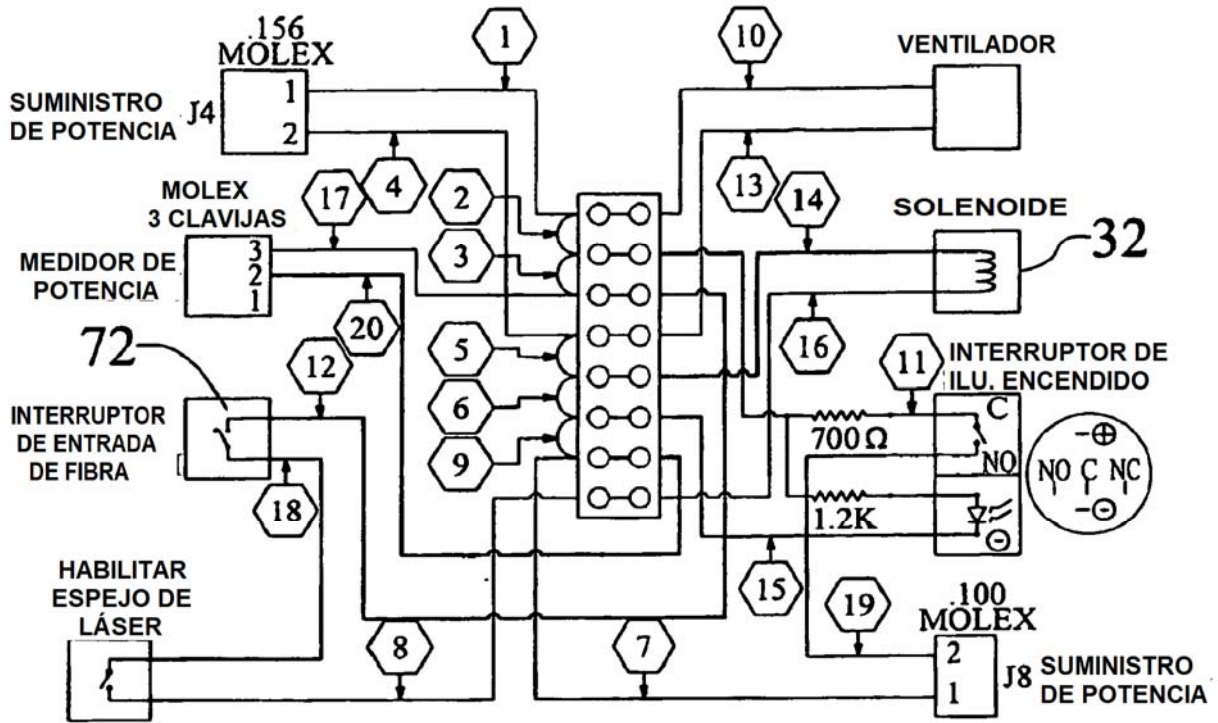 .156
MOLEX
SUMINISTRO
DE POTENCIA
J4
1
2
1
4
10
13
VENTILADOR
MOLEX
3 CLAVIJAS
MEDIDOR DE
POTENCIA
3
2
1
17
20
2
3
14
16
SOLENOIDE
32
72
INTERRUPTOR
DE ENTRADA
DE FIBRA
12
18
5
6
9
11
INTERRUPTOR DE
ILU. ENCENDIDO
700 Ω
1.2K
C
NO
NO C NC
15
HABILITAR
ESPEJO DE
LÁSER
8
7
19
.100
MOLEX
2
1
J8
SUMINISTRO
DE POTENCIA